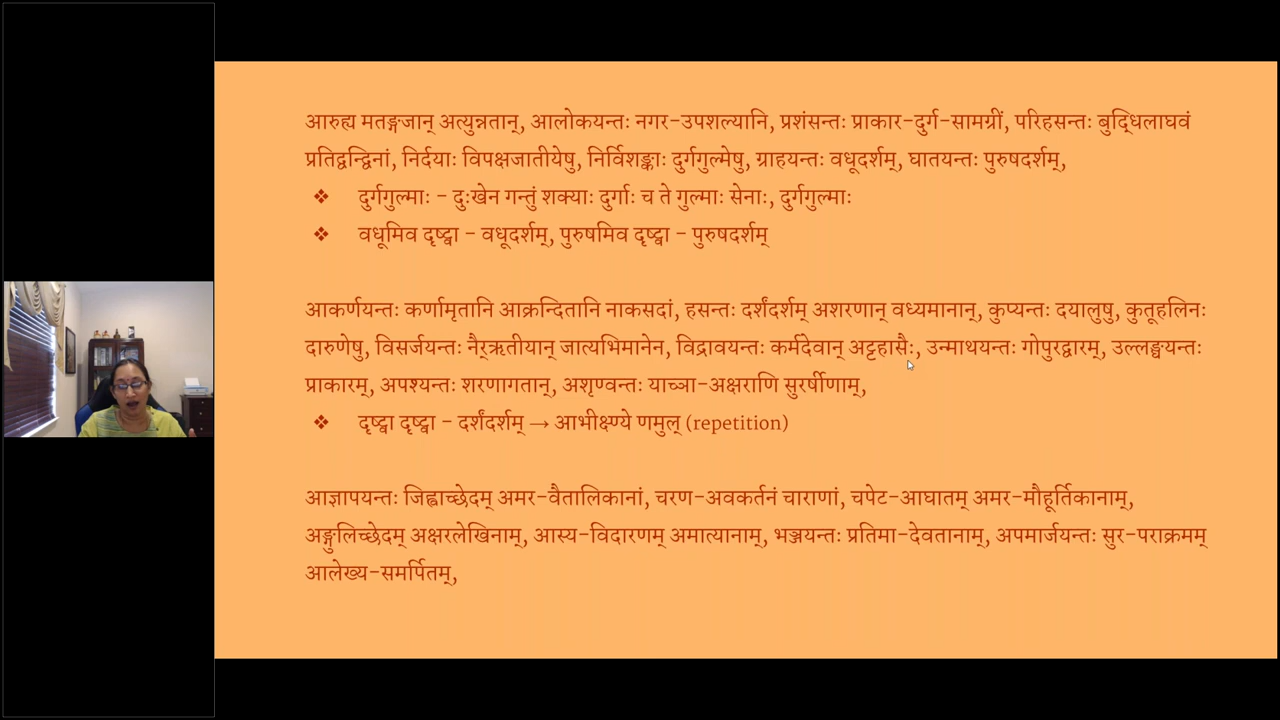 आरुह्य मतङ्गजान् अत्युन्नतान्, आलोकयन्तः नगर-उपशल्यानि, प्रशंसन्तः प्राकार-दुर्ग-सामग्रीं, परिहसन्तः बुद्धिलाघवं
प्रतिद्वन्द्विनां, निर्दयाः विपक्षजातीयेषु, निर्विशङ्काः दुर्गगुल्मेषु, ग्राहयन्तः वधूदर्शम्, घातयन्तः पुरुषदर्शम्,
❖ दुर्गगुल्माः - दुःखेन गन्तुं शक्याः दुर्गाः च ते गुल्माः सेनाः, दुर्गगुल्माः
❖ वधूमिव दृष्ट्वा - वधूदर्शम्, पुरुषमिव दृष्ट्वा - पुरुषदर्शम्
आकर्णयन्तः कर्णामृतानि आक्रन्दितानि नाकसदां, हसन्तः दर्शंदर्शम् अशरणान् वध्यमानान्, कुप्यन्तः दयालुषु, कुतूहलिनः
दारुणेषु, विसर्जयन्तः नैर्ऋतीयान् जात्यभिमानेन, विद्रावयन्तः कर्मदेवान् अट्टहासैः, उन्माथयन्तः गोपुरद्वारम्, उल्लङ्घयन्तः
प्राकारम्, अपश्यन्तः शरणागतान्, अशृण्वन्तः याच्ञा-अक्षराणि सुरर्षीणाम्,
❖ दृष्ट्वा दृष्ट्वा - दर्शंदर्शम् → आभीक्ष्ण्ये णमुल् (repetition)
आज्ञापयन्तः जिह्वाच्छेदम् अमर-वैतालिकानां, चरण-अवकर्तनं चाराणां, चपेट-आघातम् अमर-मौहूर्तिकानाम्,
अङ्गुलिच्छेदम् अक्षरलेखिनाम्, आस्य-विदारणम् अमात्यानाम्, भञ्जयन्तः प्रतिमा-देवतानाम्, अपमार्जयन्तः सुर-पराक्रमम्
आलेख्य-समर्पितम्,